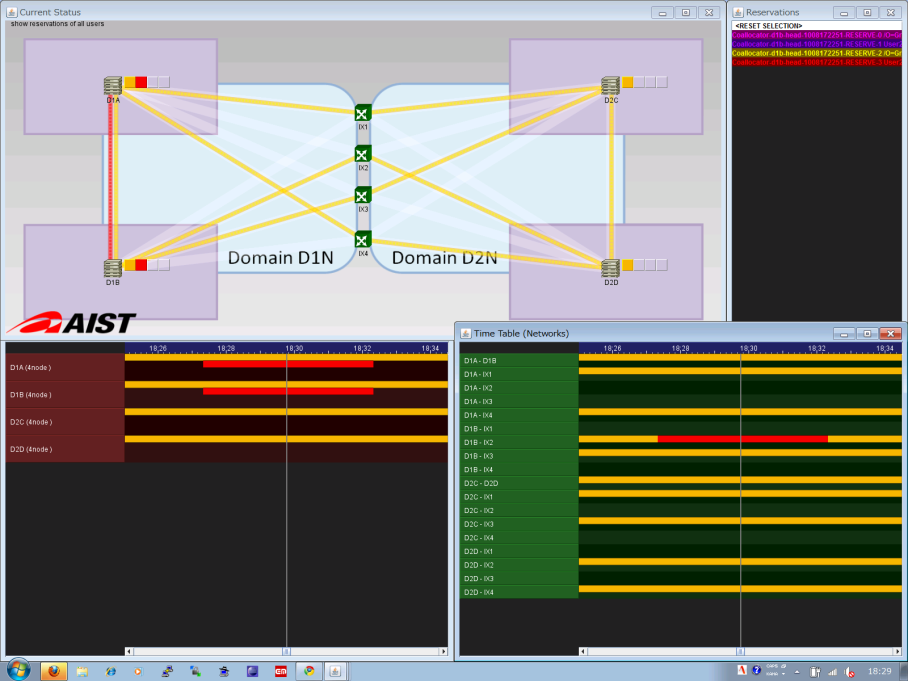 Current Status
show reservations of all users
D1A
D2C
IX1
IX2
IX3
IX4
Domain D1N
Domain D2N
D1B
D2D
AIST
Reservations
<RESET SELECTION>
Coallocator-d1b-head-1008172251-RESERVE-0 /O=Gr
Coallocator-d1b-head-1008172251-RESERVE-1 User
Coallocator-d1b-head-1008172251-RESERVE-2 /O=Gr
Coallocator-d1b-head-1008172251-RESERVE-3 User
18,26 18,28 18,30 18,32 18,34
D1A (4node )
D1B (4node )
D2C (4node )
D2D (4node )
Time Table (Networks)
18,26 18,28 18,30 18,32 18,34
D1A - D1B
D1A - IX1
D1A - IX2
D1A - IX3
D1A - IX4
D1B - IX1
D1B - IX2
D1B - IX3
D1B - IX4
D2C - D2D
D2C - IX1
D2C - IX2
D2C - IX3
D2C - IX4
D2D - IX1
D2D - IX2
D2D - IX3
D2D - IX4
EM
A
CAPS
KANA
18:29